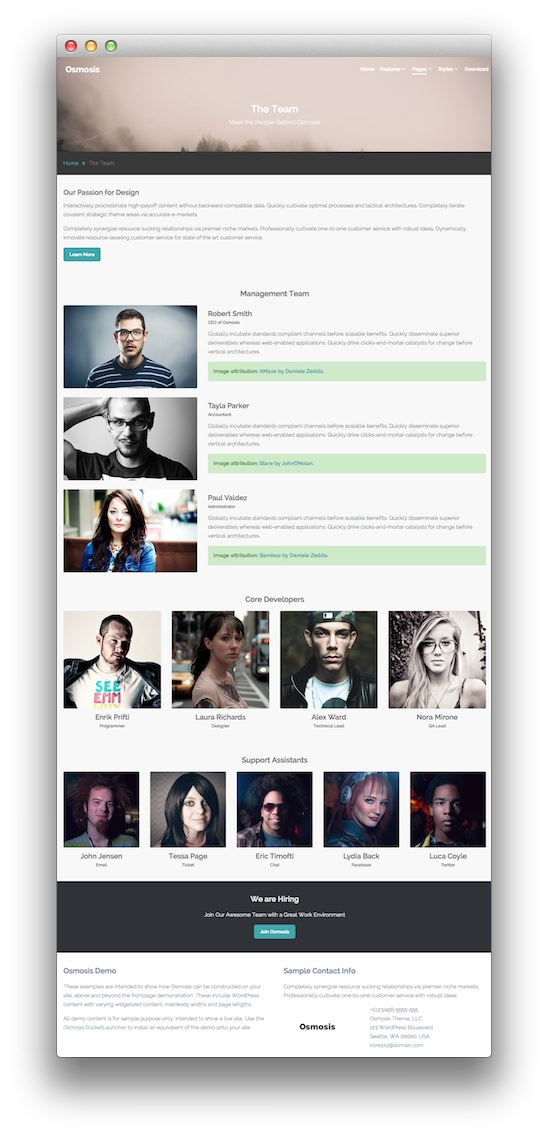 Osmosis
Home Features Pages Styles Download
The Team
Meet the People Behind Osmosis
Home » The Team
Our Passion for Design
Interactively procrastinate high-payoff content without backward-compatible data. Quickly cultivate optimal processes and tactical architectures. Completely iterate
covalent strategic theme areas via accurate e-markets.
Completely synergize resource sucking relationships via premier niche markets. Professionally cultivate one-to-one customer service with robust ideas. Dynamically
innovate resource-leveling customer service for state of the art customer service.
Learn More
Management Team
Robert Smith
CEO of Osmosis
Globally incubate standards compliant channels before scalable benefits. Quickly disseminate superior
deliverables whereas web-enabled applications. Quickly drive clicks-and-mortar catalysts for change before
vertical architectures.
Image attribution: AMaze by Daniele Zedda.
Tayla Parker
Accountant
Globally incubate standards compliant channels before scalable benefits. Quickly disseminate superior
deliverables whereas web-enabled applications. Quickly drive clicks-and-mortar catalysts for change before
vertical architectures.
Image attribution: Stare by JohnONolan.
Paul Valdez
Administrator
Globally incubate standards compliant channels before scalable benefits. Quickly disseminate superior
deliverables whereas web-enabled applications. Quickly drive clicks-and-mortar catalysts for change before
vertical architectures.
Image attribution: Bamboo by Daniele Zedda.
Core Developers
SEE
EMM
Enrik Prifti Laura Richards Alex Ward Nora Mirone
Programmer Designer Technical Lead QA Lead
Support Assistants
John Jensen Tessa Page Eric Timofti Lydia Back Luca Coyle
Email Ticket Chat Facebook Twitter
We are Hiring
Join Our Awesome Team with a Great Work Environment
Join Osmosis
Osmosis Demo
These examples are intended to show how Osmosis can be constructed on your
site, above and beyond the frontpage demonstration. These include WordPress
content with varying widgetized content, mainbody widths and page lengths.
All demo content is for sample purpose only, intended to show a live site. Use the
Osmosis RocketLauncher to install an equivalent of the demo onto your site
Sample Contact Info
Completely synergize resource sucking relationships via premier niche markets.
Professionally cultivate one-to-one customer service with robust ideas.
Osmosis
+1(123)456-5555-555
Osmosis Theme, LLC
123 WordPress Boulevard
Seattle, WA 00000, USA
noreply@domain.com